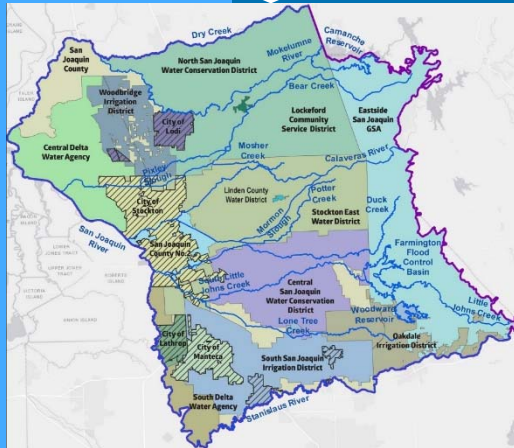 Dry Creek
Camanche
Reservoir
San
Joaquin
County
North San Joaquin
Water Conservation District
Mokelumne
River
Bear Creek
Woodbridge
Irrigation
District
City of
Lodi
Lockeford
Community
Service District
Eastside
San Joaquin
GSA
Central Delta
Water Agency
Mosher
Creek
Calaveras River
Pixley
Slough
City of
Stockton
Linden County
Water District
Potter
Creek
Mormon
Slough
Duck
Creek
Stockton East
Water District
San Joaquin
River
San Joaquin
County No.2
Farmington
Flood
Control
Basin
South Little
Johns Creek
Central
San Joaquin
Water Conservation
District
Little
Johns Creek
Woodward
Reservoir
Lone Tree
Creek
Oakdale
Irrigation District
City of
Lathrop
City of
Manteca
South San Joaquin
Irrigation District
South Delta
Water Agency
Stanislaus River